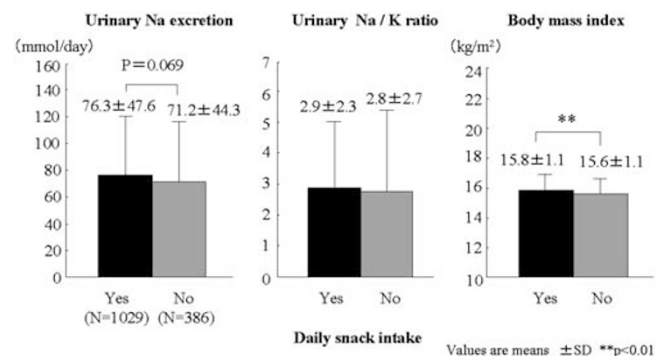 Urinary Na excretion
(mmol/day)
160
140
120
100
80
60
40
20
0
P=0.069
76.3±47.6
71.2±44.3
Yes
(N=1029)
No
(N=386)
Urinary Na / K ratio
7
6
5
4
3
2
1
0
2.9±2.3
2.8±2.7
Yes
No
Body mass index
(kg/m²)
24
22
20
18
16
14
12
10
**
15.8±1.1
15.6±1.1
Yes
No
Daily snack intake
Values are means ±SD **p<0.01